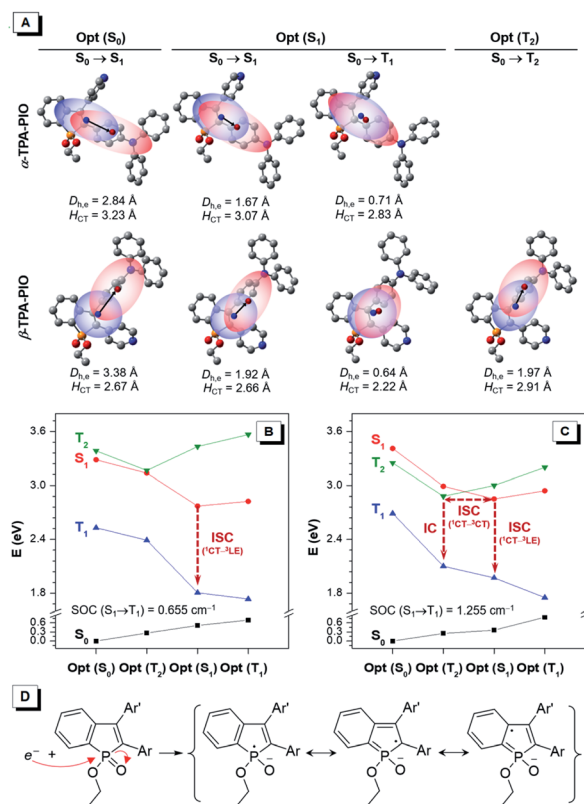 A
Opt (S0) Opt (S1) Opt (T2)
S0 → S1 S0 → S1 S0 → T1 S0 → T2
α-TPA-PIO
N N N N N N
Dh,e = 2.84 Å Dh,e = 1.67 Å Dh,e = 0.71 Å
HCT = 3.23 Å HCT = 3.07 Å HCT = 2.83 Å
β-TPA-PIO
Dh,e = 3.38 Å Dh,e = 1.92 Å Dh,e = 0.64 Å Dh,e = 1.97 Å
HCT = 2.67 Å HCT = 2.66 Å HCT = 2.22 Å HCT = 2.91 Å
B
E (eV)
3.6
3.0
2.4
1.8
0.6
0.3
0.0
T2
S1
T1
S0
ISC
(¹CT-³LE)
SOC (S1→T1) = 0.655 cm⁻¹
Opt (S0) Opt (T2) Opt (S1) Opt (T1)
C
E (eV)
3.6
3.0
2.4
1.8
0.6
0.3
0.0
S1
T2
T1
S0
ISC
(¹CT-³CT)
IC
ISC
(¹CT-³LE)
SOC (S1→T1) = 1.255 cm⁻¹
Opt (S0) Opt (T2) Opt (S1) Opt (T1)
D
Ar' Ar' Ar' Ar'
e⁻ + P Ar P Ar P Ar P Ar
O O O⁻ O O⁻ O O⁻ O